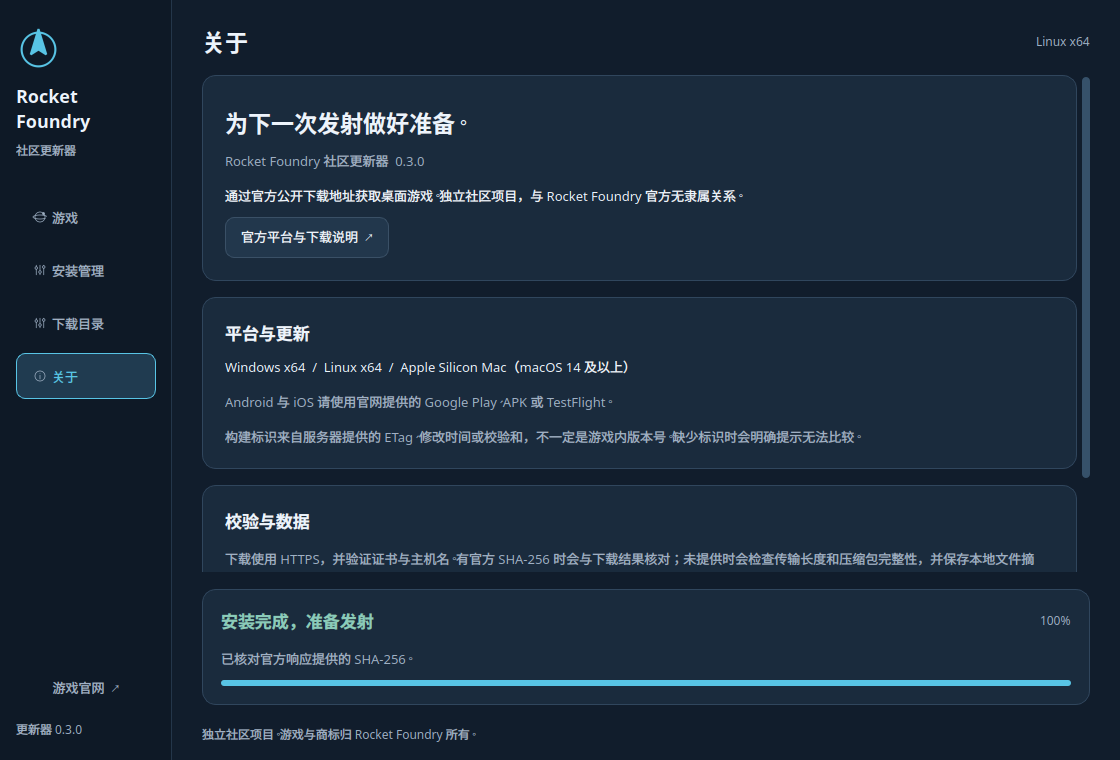 Rocket
Foundry
社区更新器
游戏
安装管理
下载目录
关于
游戏官网 ↗
更新器 0.3.0
关于
Linux x64
为下一次发射做好准备。
Rocket Foundry 社区更新器 0.3.0
通过官方公开下载地址获取桌面游戏。独立社区项目，与 Rocket Foundry 官方无隶属关系。
官方平台与下载说明 ↗
平台与更新
Windows x64 / Linux x64 / Apple Silicon Mac（macOS 14 及以上）
Android 与 iOS 请使用官网提供的 Google Play、APK 或 TestFlight。
构建标识来自服务器提供的 ETag、修改时间或校验和，不一定是游戏内版本号。缺少标识时会明确提示无法比较。
校验与数据
下载使用 HTTPS，并验证证书与主机名。有官方 SHA-256 时会与下载结果核对；未提供时会检查传输长度和压缩包完整性，并保存本地文件摘
安装完成，准备发射
100%
已核对官方响应提供的 SHA-256。
独立社区项目。游戏与商标归 Rocket Foundry 所有。